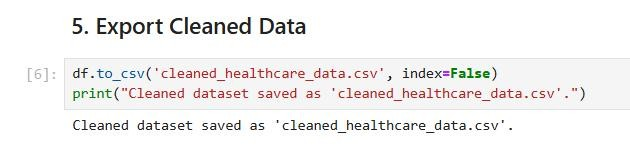 5. Export Cleaned Data
[6]: df.to_csv('cleaned_healthcare_data.csv', index=False)
print("Cleaned dataset saved as 'cleaned_healthcare_data.csv'.")
Cleaned dataset saved as 'cleaned_healthcare_data.csv'.